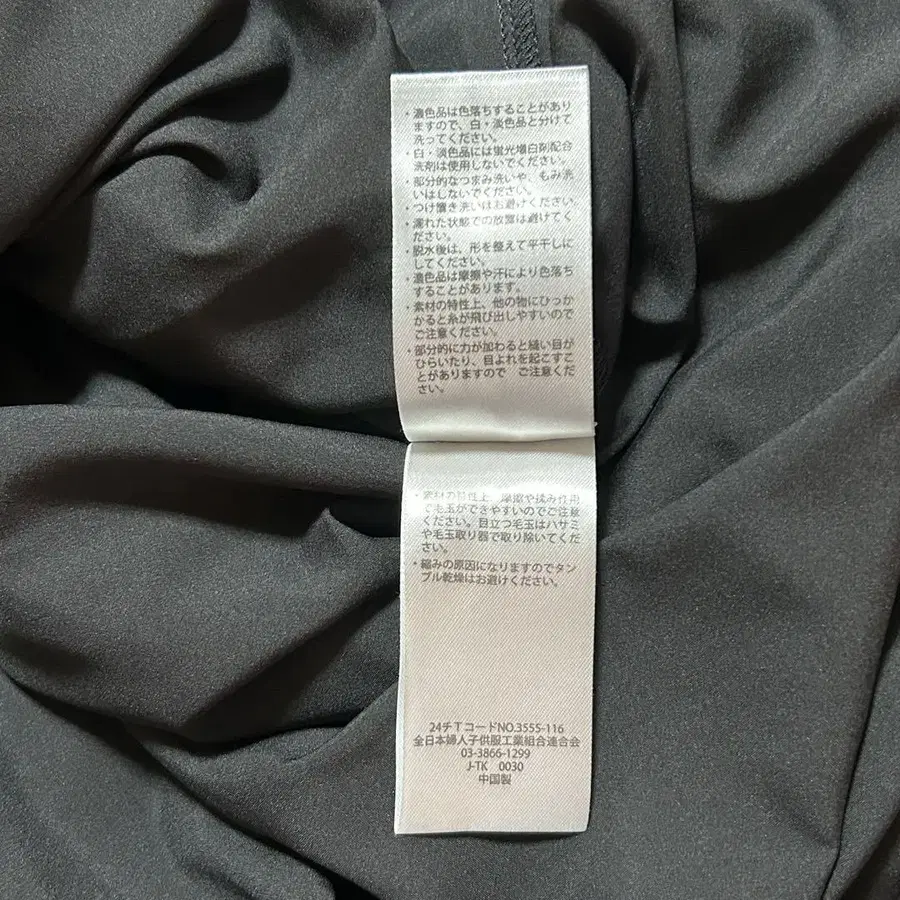 ・濃色品は色落ちすることがあり
ますので、白・淡色品と分けて
洗ってください。
・白・淡色品には蛍光増白剤配合
洗剤は使用しないでください。
・部分的なつまみ洗いや、もみ洗
いはしないでください。
・つけ置き洗いはお避けください。
・濡れた状態での放置は避けてく
ださい。
・脱水後は、形を整えて平干しに
してください。
・濃色品は摩擦や汗により色落ち
することがあります。
・素材の特性上、他の物にひっか
かると糸が飛び出しやすいので
ご注意ください。
・部分的に力が加わると縫い目が
ひらいたり、目よれを起こすこ
とがありますので　ご注意くだ
さい。
・素材の特性上、摩擦や揉み作用
で毛玉ができやすいのでご注意
ください。目立つ毛玉はハサミ
や毛玉取り器で取り除いてくだ
さい。
・縮みの原因になりますのでタン
ブル乾燥はお避けください。
24チTコードNO.3555-116
全日本婦人子供服工業組合連合会
03-3866-1299
J-TK 0030
中国製